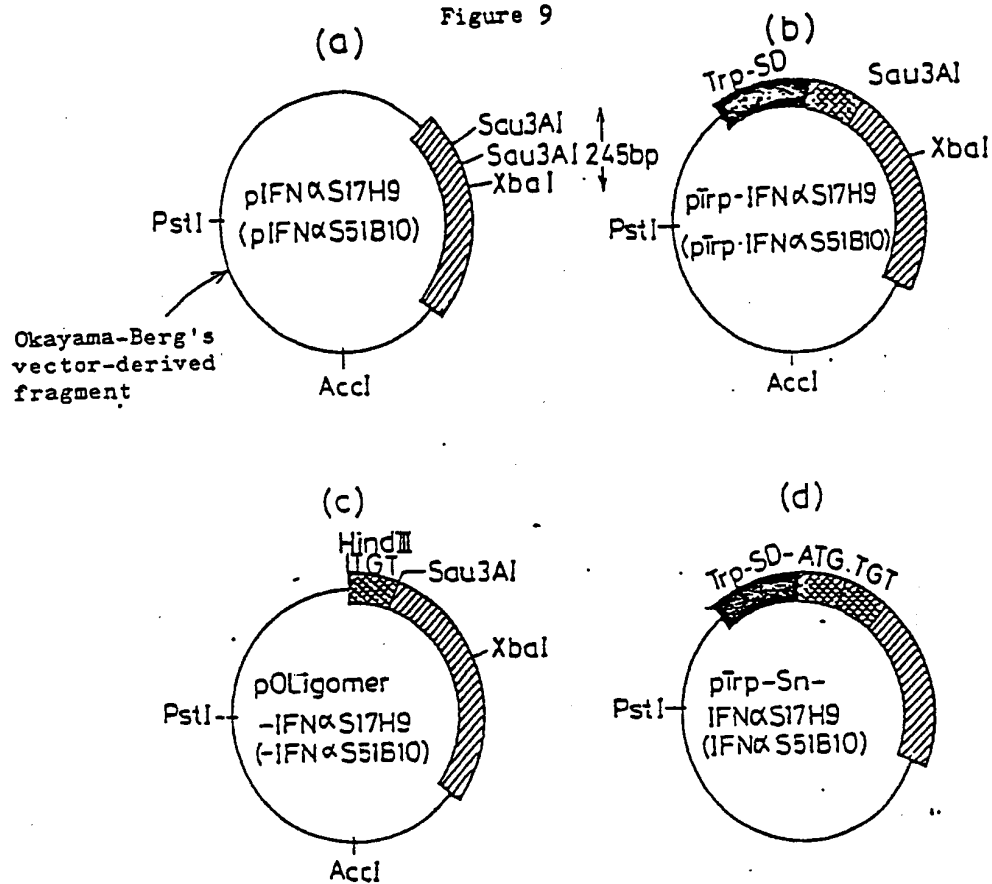 Figure 9
(a)
Sau3AI
Sau3AI 245bp
XbaI
PstI
pIFNαS17H9
(pIFNαS51B10)
Okayama-Berg's
vector-derived
fragment
AccI
(b)
Trp-SD
Sau3AI
XbaI
PstI
pTrp-IFNαS17H9
(pTrp·IFNαS51B10)
AccI
(c)
HindⅢ
TGT
Sau3AI
XbaI
PstI
pOLigomer
-IFNαS17H9
(-IFNαS51B10)
AccI
(d)
Trp-SD-ATG.TGT
PstI
pTrp-Sn-
IFNαS17H9
(IFNαS51B10)